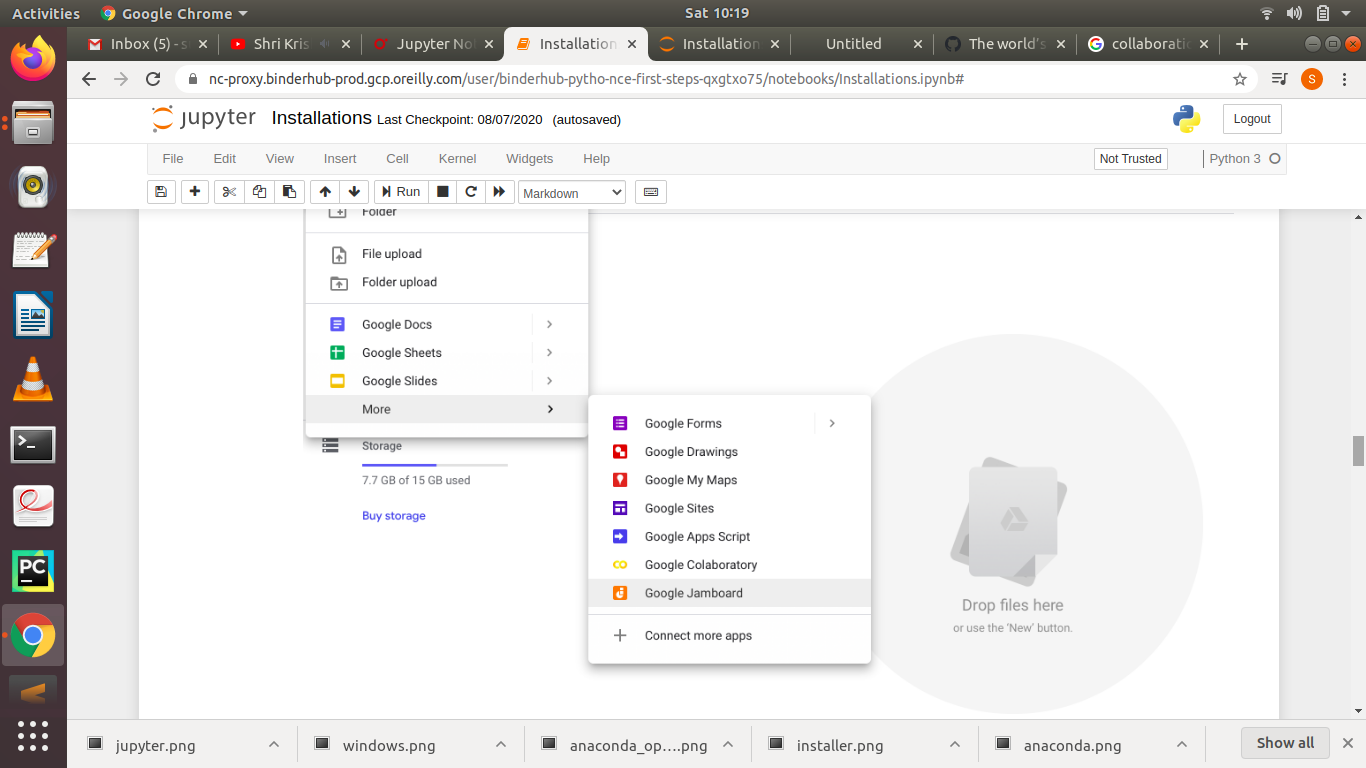 Activities Google Chrome Sat 10:19
Inbox (5) - s Shri Kris Jupyter No Installation Installation Untitled The world's collaboratio
nc-proxy.binderhub-prod.gcp.oreilly.com/user/binderhub-pytho-nce-first-steps-qxgtxo75/notebooks/Installations.ipynb# S
jupyter Installations Last Checkpoint: 08/07/2020 (autosaved) Logout
File Edit View Insert Cell Kernel Widgets Help Not Trusted Python 3
Run Markdown
Folder
File upload
Folder upload
Google Docs
Google Sheets
Google Slides
More
Google Forms
Google Drawings
Storage
7.7 GB of 15 GB used
Google My Maps
Google Sites
Buy storage
Google Apps Script
CO Google Colaboratory
Google Jamboard
Connect more apps
Drop files here
or use the 'New' button.
PC
jupyter.png windows.png anaconda_op....png installer.png anaconda.png Show all